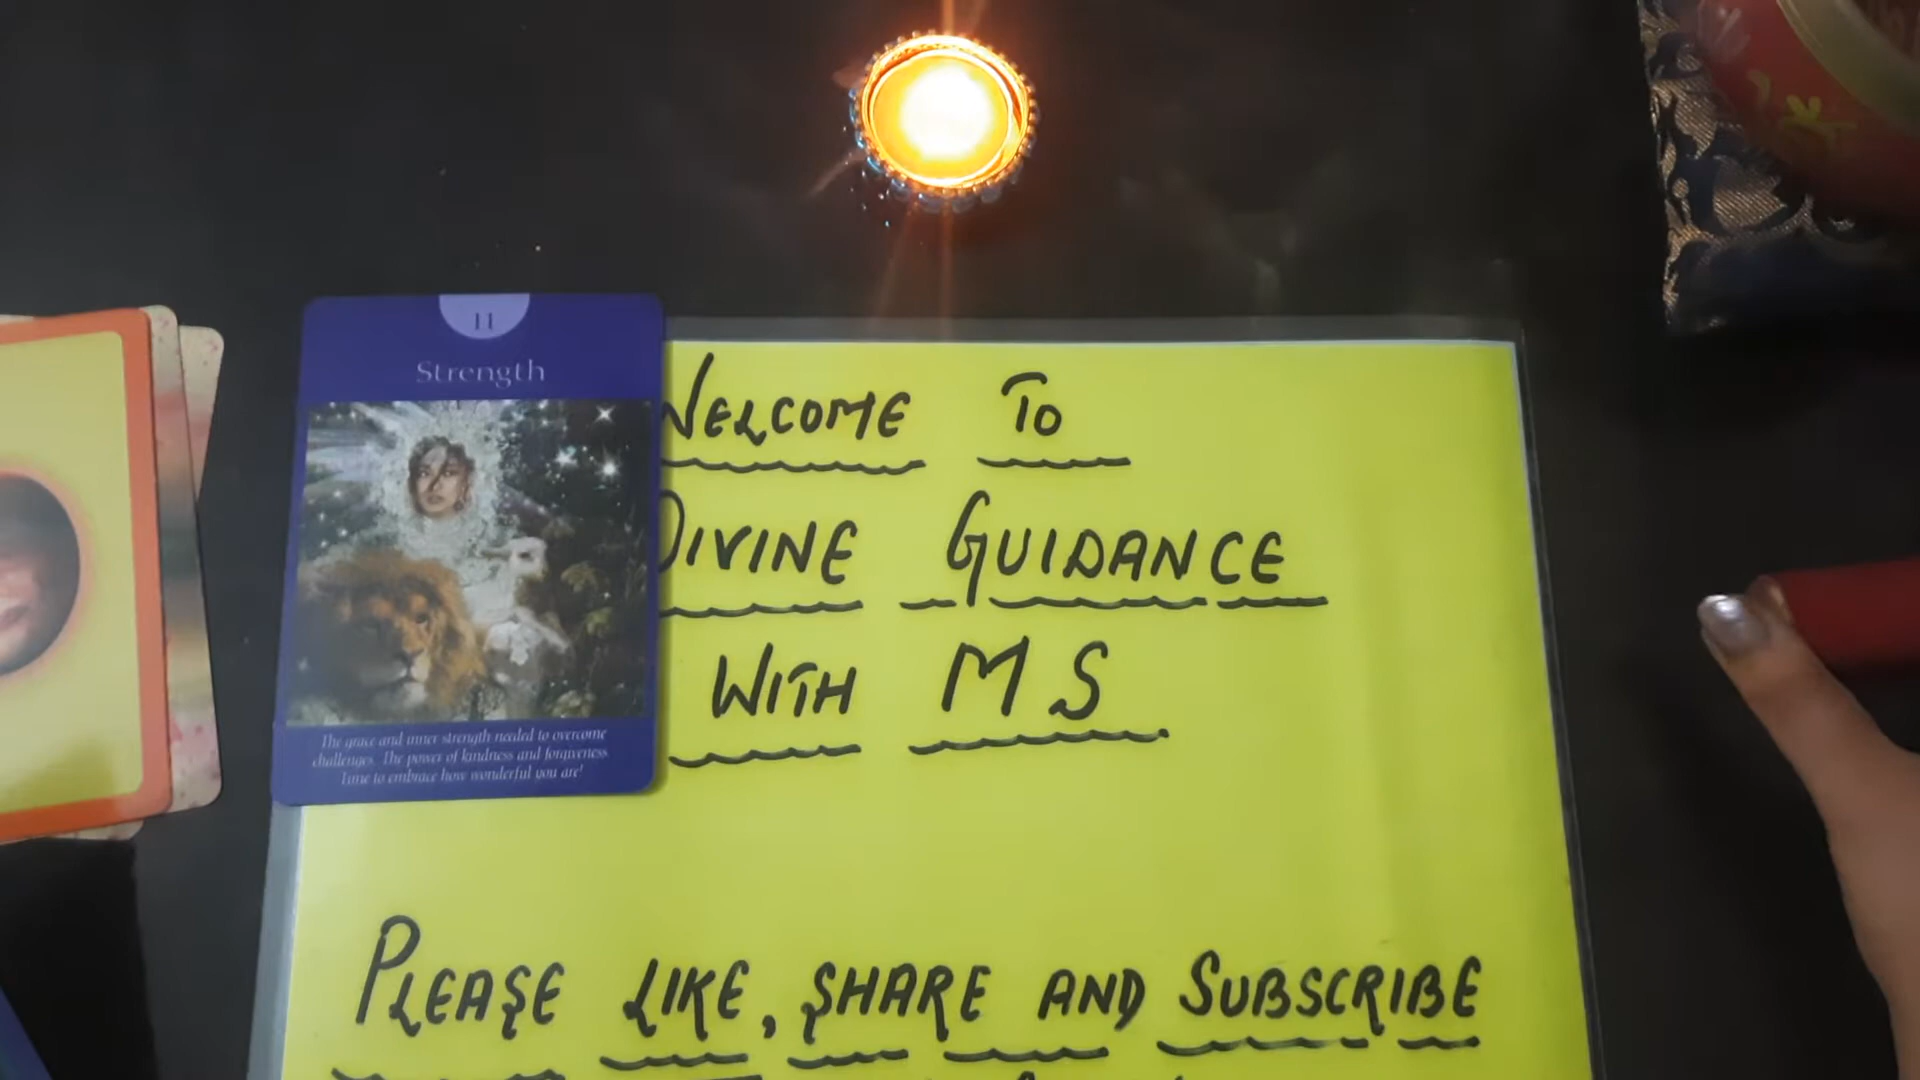 11
Strength
The grace and inner strength needed to overcome
challenges. The power of kindness and forgiveness
Time to embrace how wonderful you are!
WELCOME TO
DIVINE GUIDANCE
WITH M S.
PLEASE LIKE, SHARE AND SUBSCRIBE